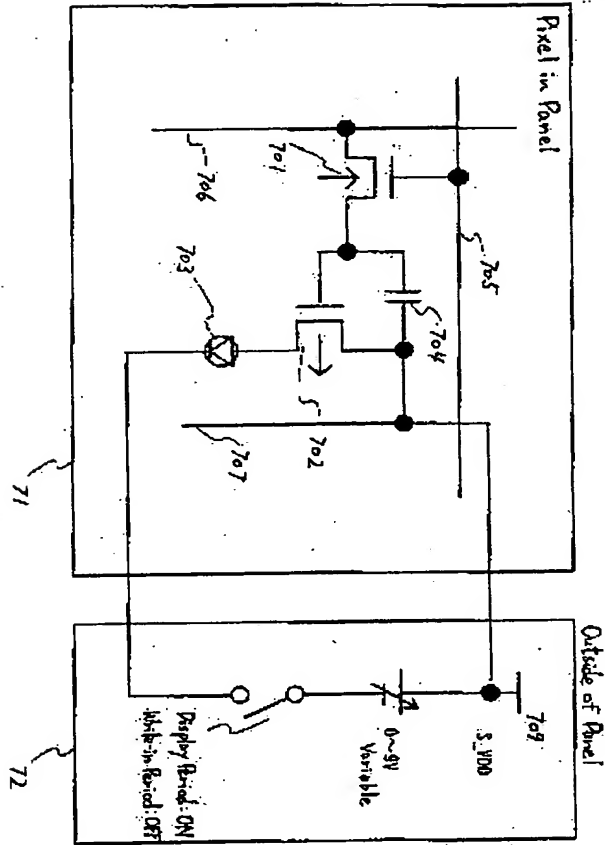 Pixel in Panel
701
706
705
703
704
702
707
71
Outside of Panel
709
S_VDD
0~9V
Variable
Display Period: ON
Write-in Period: OFF
72